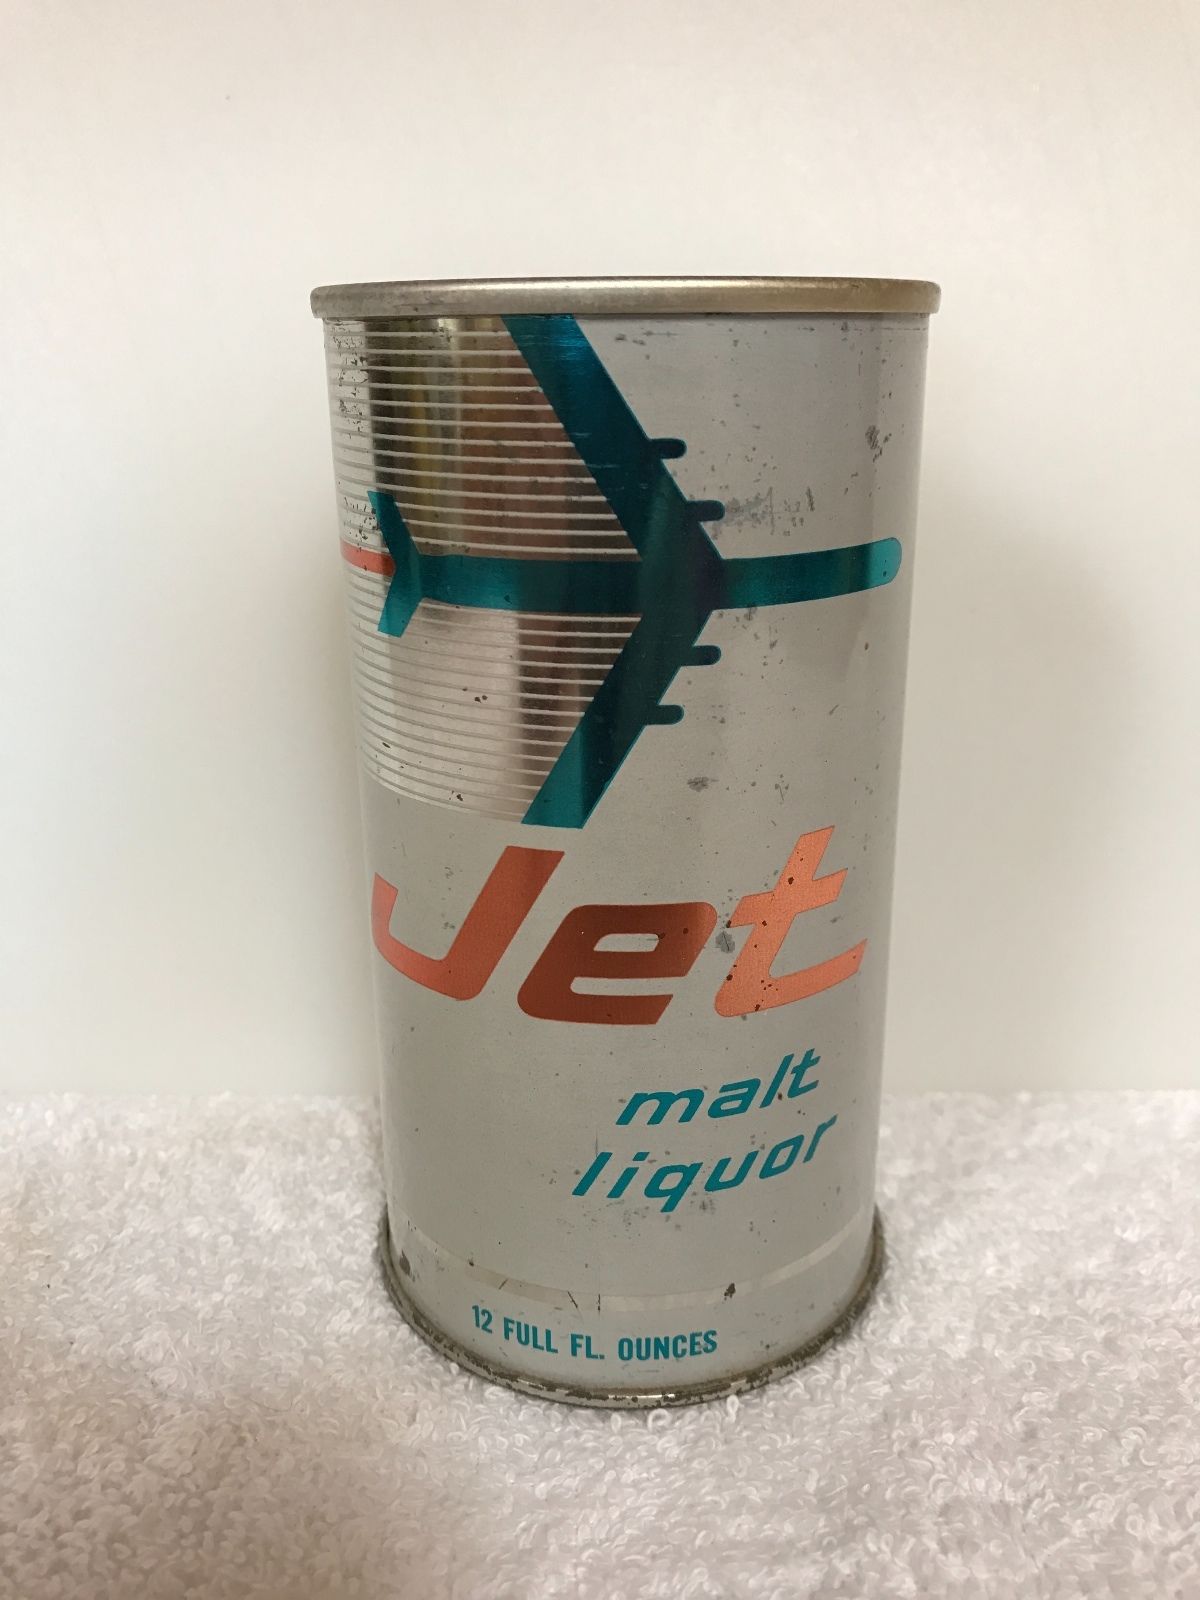 Jet
malt
liquor
12 FULL FL. OUNCES